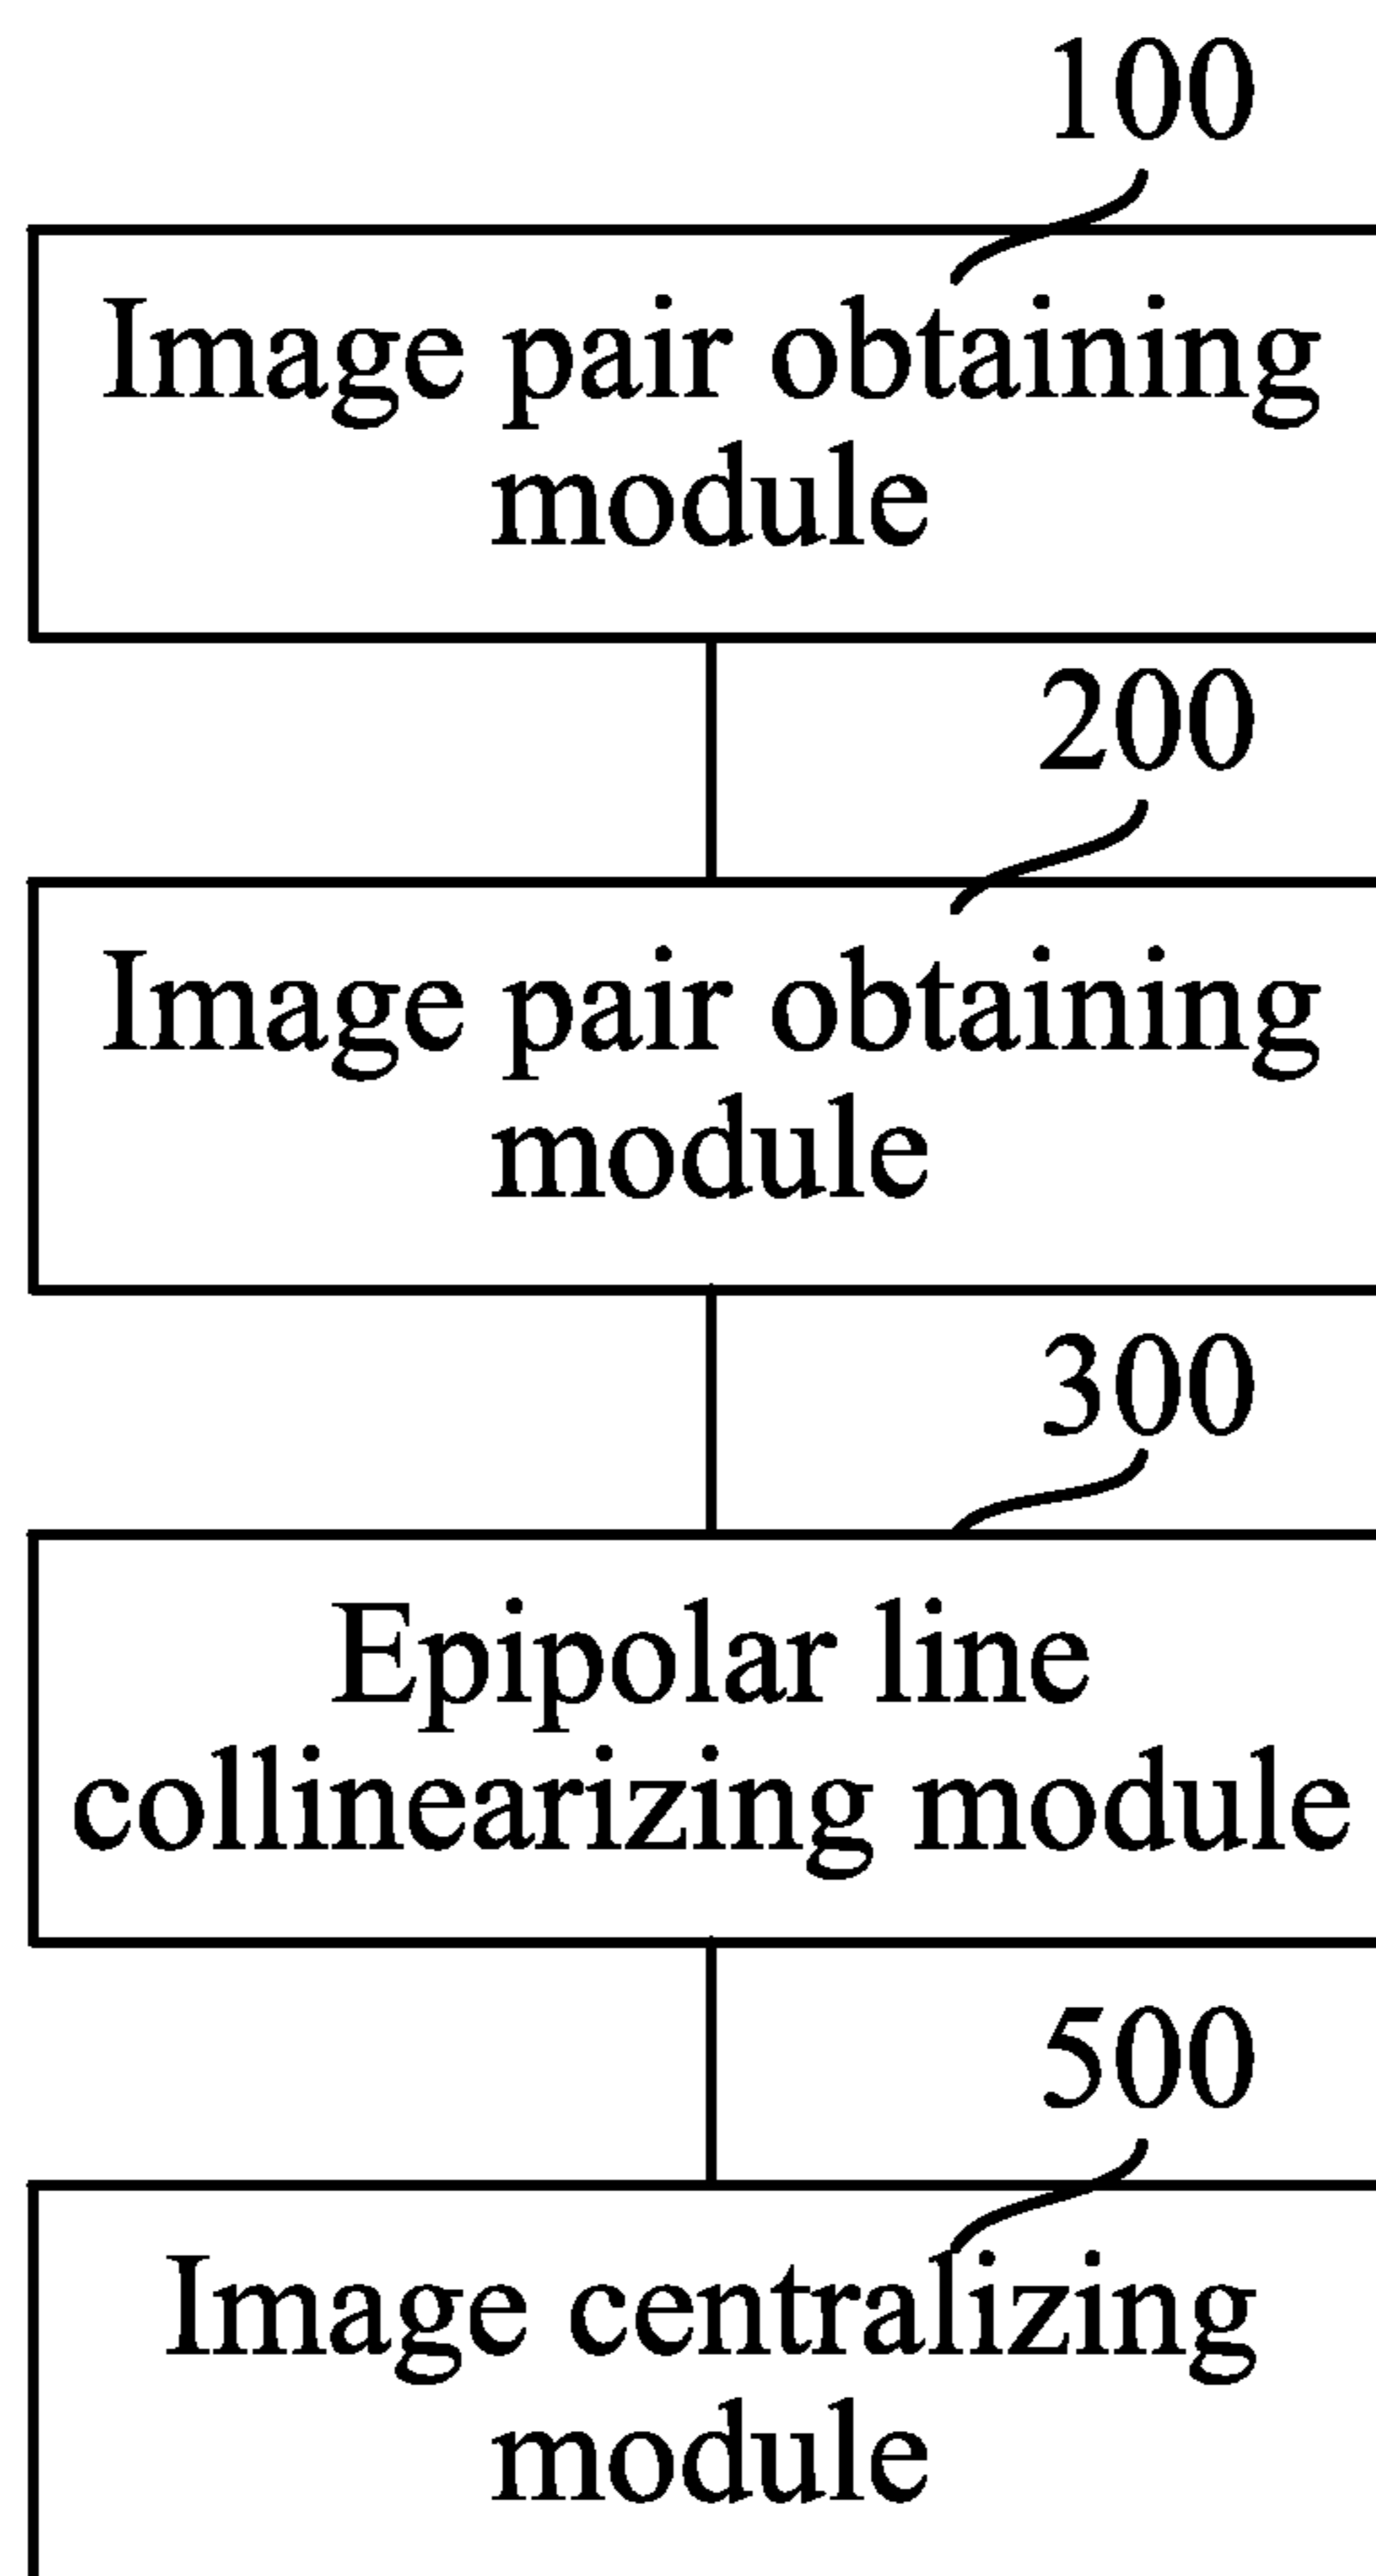 100
Image pair obtaining
module
200
Image pair obtaining
module
300
Epipolar line
collinearizing module
500
Image centralizing
module